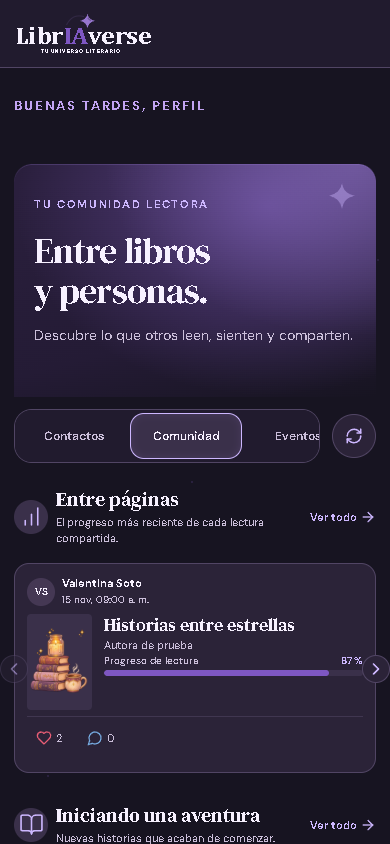 LibrIAverse
TU UNIVERSO LITERARIO
BUENAS TARDES, PERFIL
TU COMUNIDAD LECTORA
Entre libros
y personas.
Descubre lo que otros leen, sienten y comparten.
Contactos
Comunidad
Eventos
Entre páginas
El progreso más reciente de cada lectura
compartida.
Ver todo
VS
Valentina Soto
15 nov, 09:00 a. m.
Historias entre estrellas
Autora de prueba
Progreso de lectura
87%
2
0
Iniciando una aventura
Nuevas historias que acaban de comenzar.
Ver todo